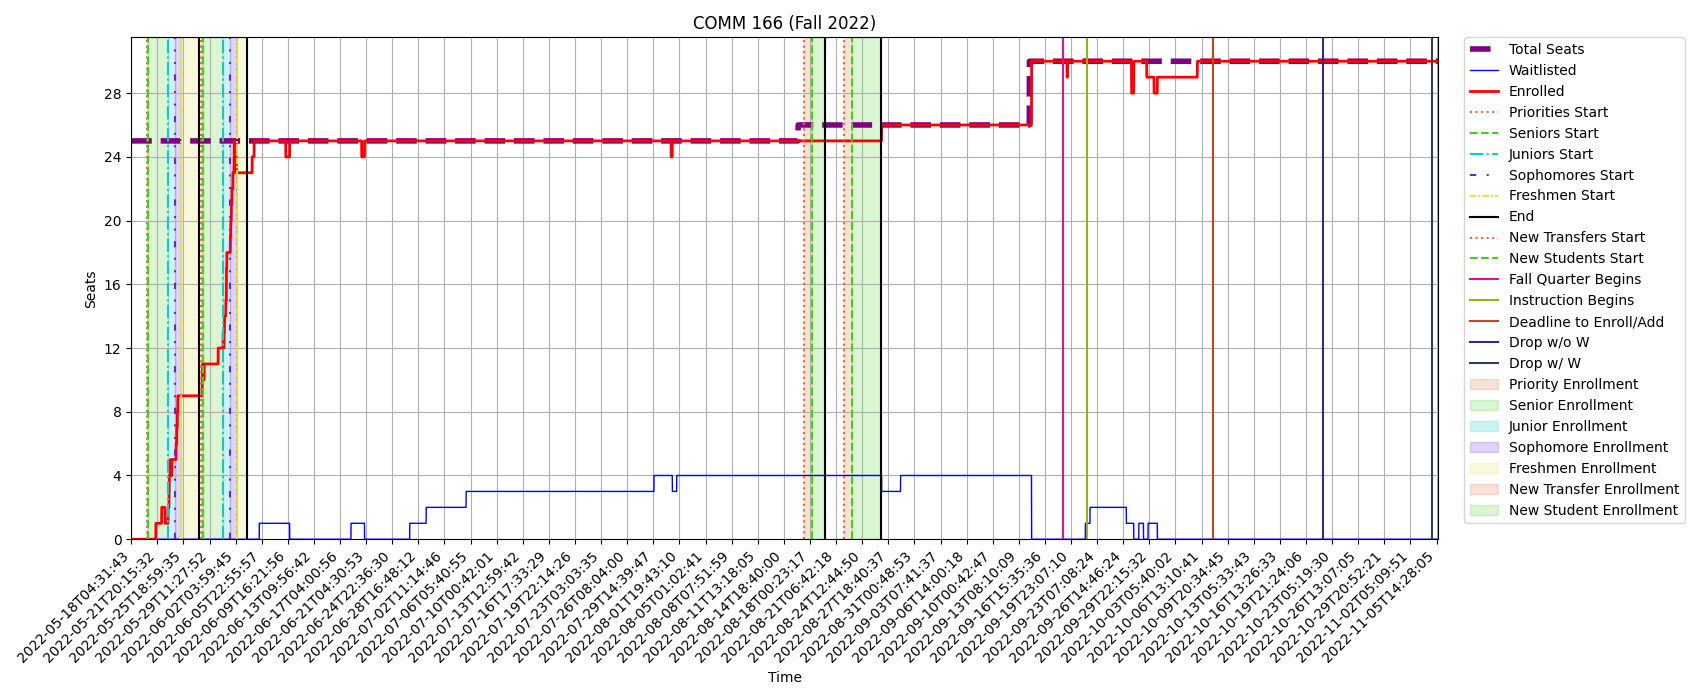 COMM 166 (Fall 2022)
Seats
28
24
20
16
12
8
4
0
2022-05-18T04:31:43
2022-05-21T20:15:32
2022-05-25T18:59:35
2022-05-29T11:27:52
2022-06-02T03:59:45
2022-06-05T22:55:57
2022-06-09T16:21:56
2022-06-13T09:56:42
2022-06-17T04:00:56
2022-06-21T04:30:53
2022-06-24T22:36:30
2022-06-28T16:48:12
2022-07-02T11:14:46
2022-07-06T05:40:55
2022-07-10T00:42:01
2022-07-13T12:59:42
2022-07-16T17:33:29
2022-07-19T22:14:26
2022-07-23T03:03:35
2022-07-26T08:04:00
2022-07-29T14:39:47
2022-08-01T19:43:10
2022-08-05T01:02:41
2022-08-08T07:51:59
2022-08-11T13:18:05
2022-08-14T18:40:00
2022-08-18T00:23:17
2022-08-21T06:42:18
2022-08-24T12:44:50
2022-08-27T18:40:37
2022-08-31T00:48:53
2022-09-03T07:41:37
2022-09-06T14:00:18
2022-09-10T00:42:47
2022-09-13T08:10:09
2022-09-16T15:35:36
2022-09-19T23:07:10
2022-09-23T07:08:24
2022-09-26T14:46:24
2022-09-29T22:15:32
2022-10-03T05:40:02
2022-10-06T13:10:41
2022-10-09T20:34:45
2022-10-13T05:33:43
2022-10-16T13:26:33
2022-10-19T21:24:06
2022-10-23T05:19:30
2022-10-26T13:07:05
2022-10-29T20:52:21
2022-11-02T05:09:51
2022-11-05T14:28:05
Time
Total Seats
Waitlisted
Enrolled
Priorities Start
Seniors Start
Juniors Start
Sophomores Start
Freshmen Start
End
New Transfers Start
New Students Start
Fall Quarter Begins
Instruction Begins
Deadline to Enroll/Add
Drop w/o W
Drop w/ W
Priority Enrollment
Senior Enrollment
Junior Enrollment
Sophomore Enrollment
Freshmen Enrollment
New Transfer Enrollment
New Student Enrollment